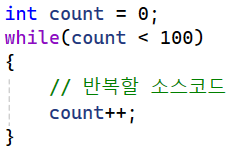 int count = 0;
while(count < 100)
{
    // 반복할 소스코드
    count++;
}